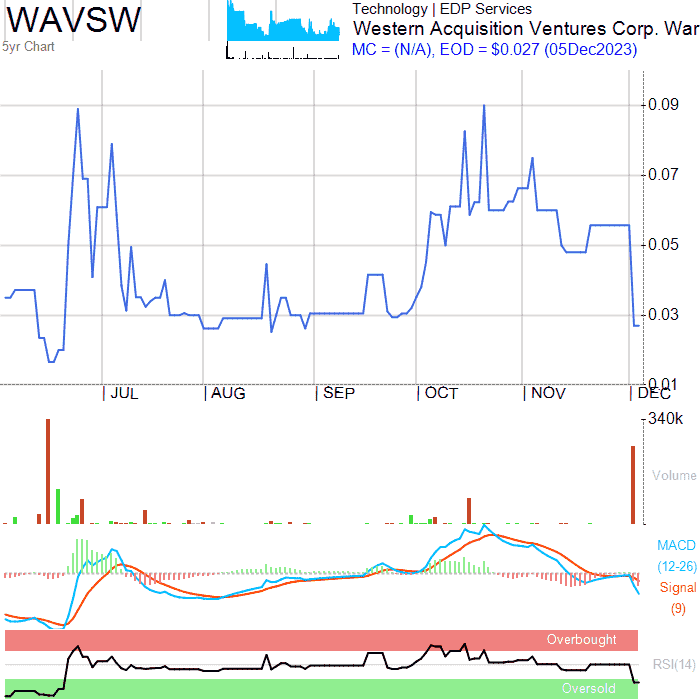 WAVSW
5yr Chart
Technology | EDP Services
Western Acquisition Ventures Corp. War
MC = (N/A), EOD = $0.027 (05Dec2023)
0.09
0.07
0.05
0.03
0.01
JUL AUG SEP OCT NOV DEC
340k
Volume
MACD
(12-26)
Signal
(9)
Overbought
RSI(14)
Oversold